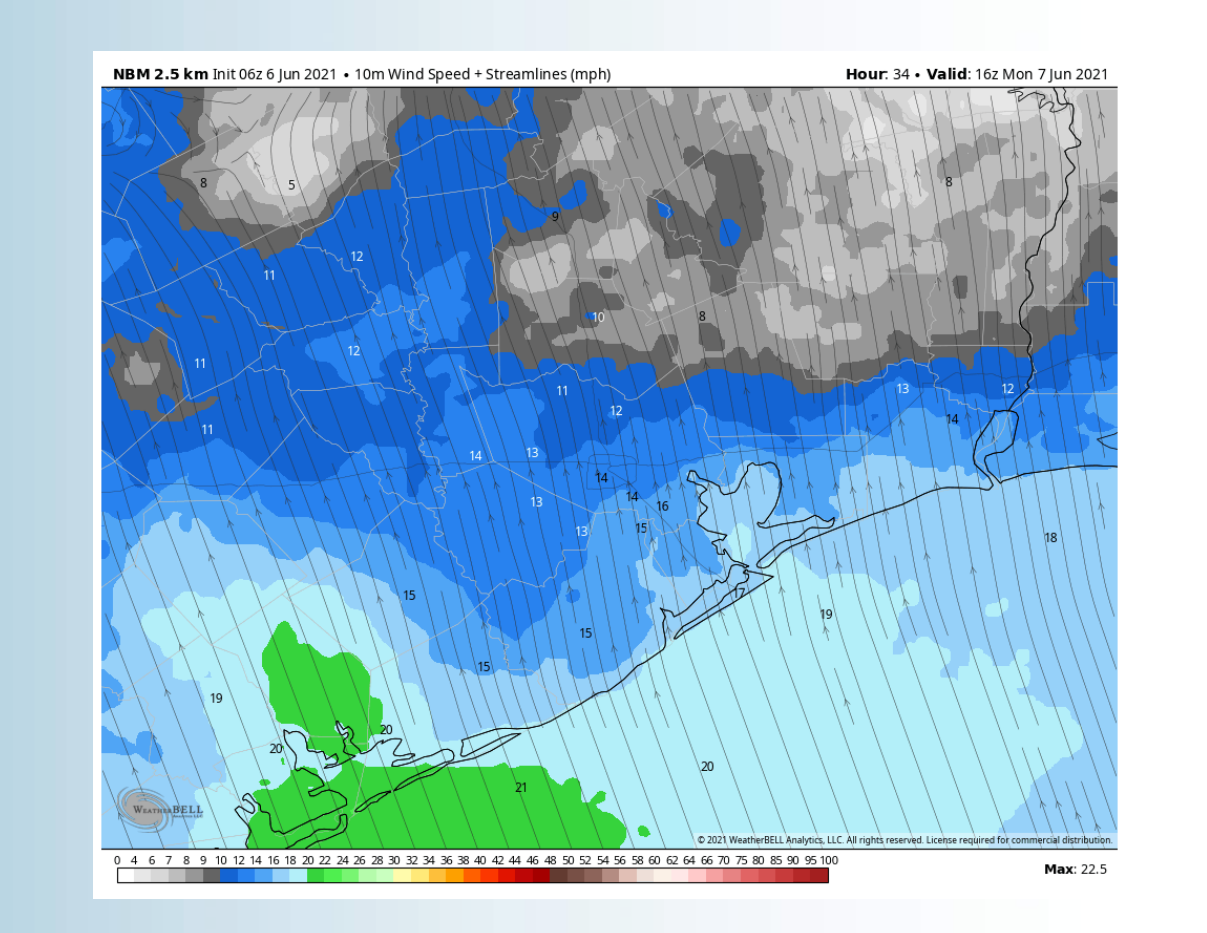 NBM 2.5 km Init 06z 6 Jun 2021 • 10m Wind Speed + Streamlines (mph) Hour: 34 • Valid: 16z Mon 7 Jun 2021
8 5 8
9
12
11
10 8
12
11
11 13 12
12 14
11
14 13
14
14
13 16
15
13 18
15 17
19
15
15
19
20
20
20
21
WEATHERBELL
Analytics LLC
© 2021 WeatherBELL Analytics, LLC. All rights reserved. License required for commercial distribution.
0 4 6 7 8 9 10 12 14 16 18 20 22 24 26 28 30 32 34 36 38 40 42 44 46 48 50 52 54 56 58 60 62 64 66 70 75 80 85 90 95 100
Max: 22.5